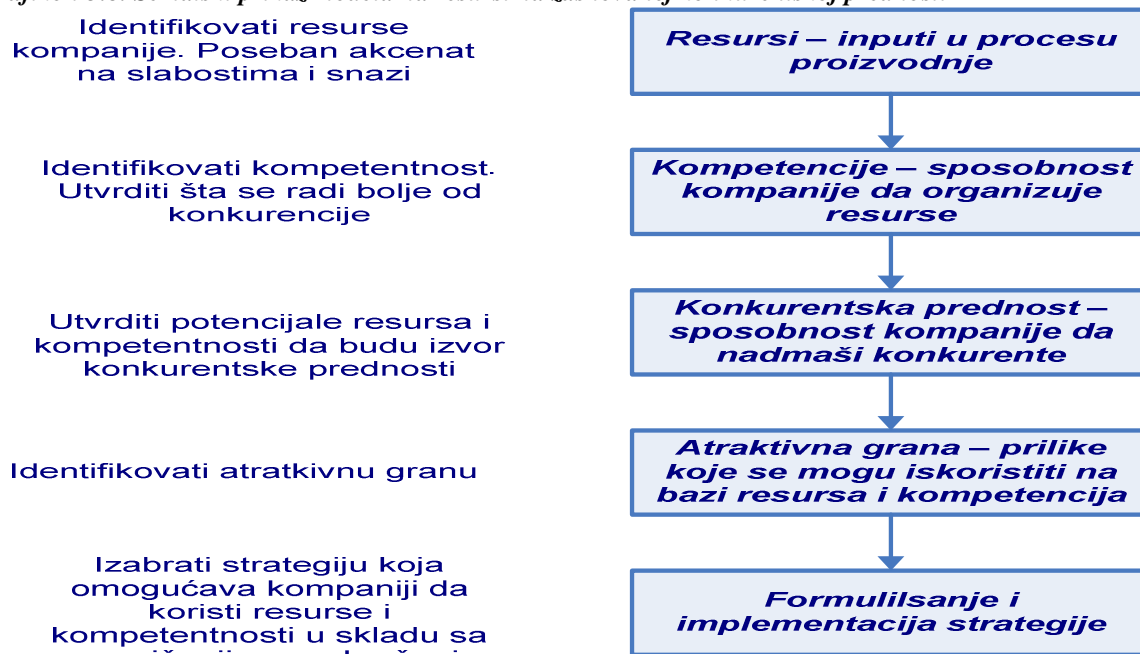 Identifikovati resurse
kompanije. Poseban akcenat
na slabostima i snazi
Resursi – inputi u procesu
proizvodnje
Identifikovati kompetentnost.
Utvrditi šta se radi bolje od
konkurencije
Kompetencije – sposobnost
kompanije da organizuje
resurse
Utvrditi potencijale resursa i
kompetentnosti da budu izvor
konkurentske prednosti
Konkurentska prednost –
sposobnost kompanije da
nadmaši konkurente
Identifikovati atratkivnu granu
Atraktivna grana – prilike
koje se mogu iskoristiti na
bazi resursa i kompetencija
Izabrati strategiju koja
omogućava kompaniji da
koristi resurse i
kompetentnosti u skladu sa
Formulilsanje i
implementacija strategije